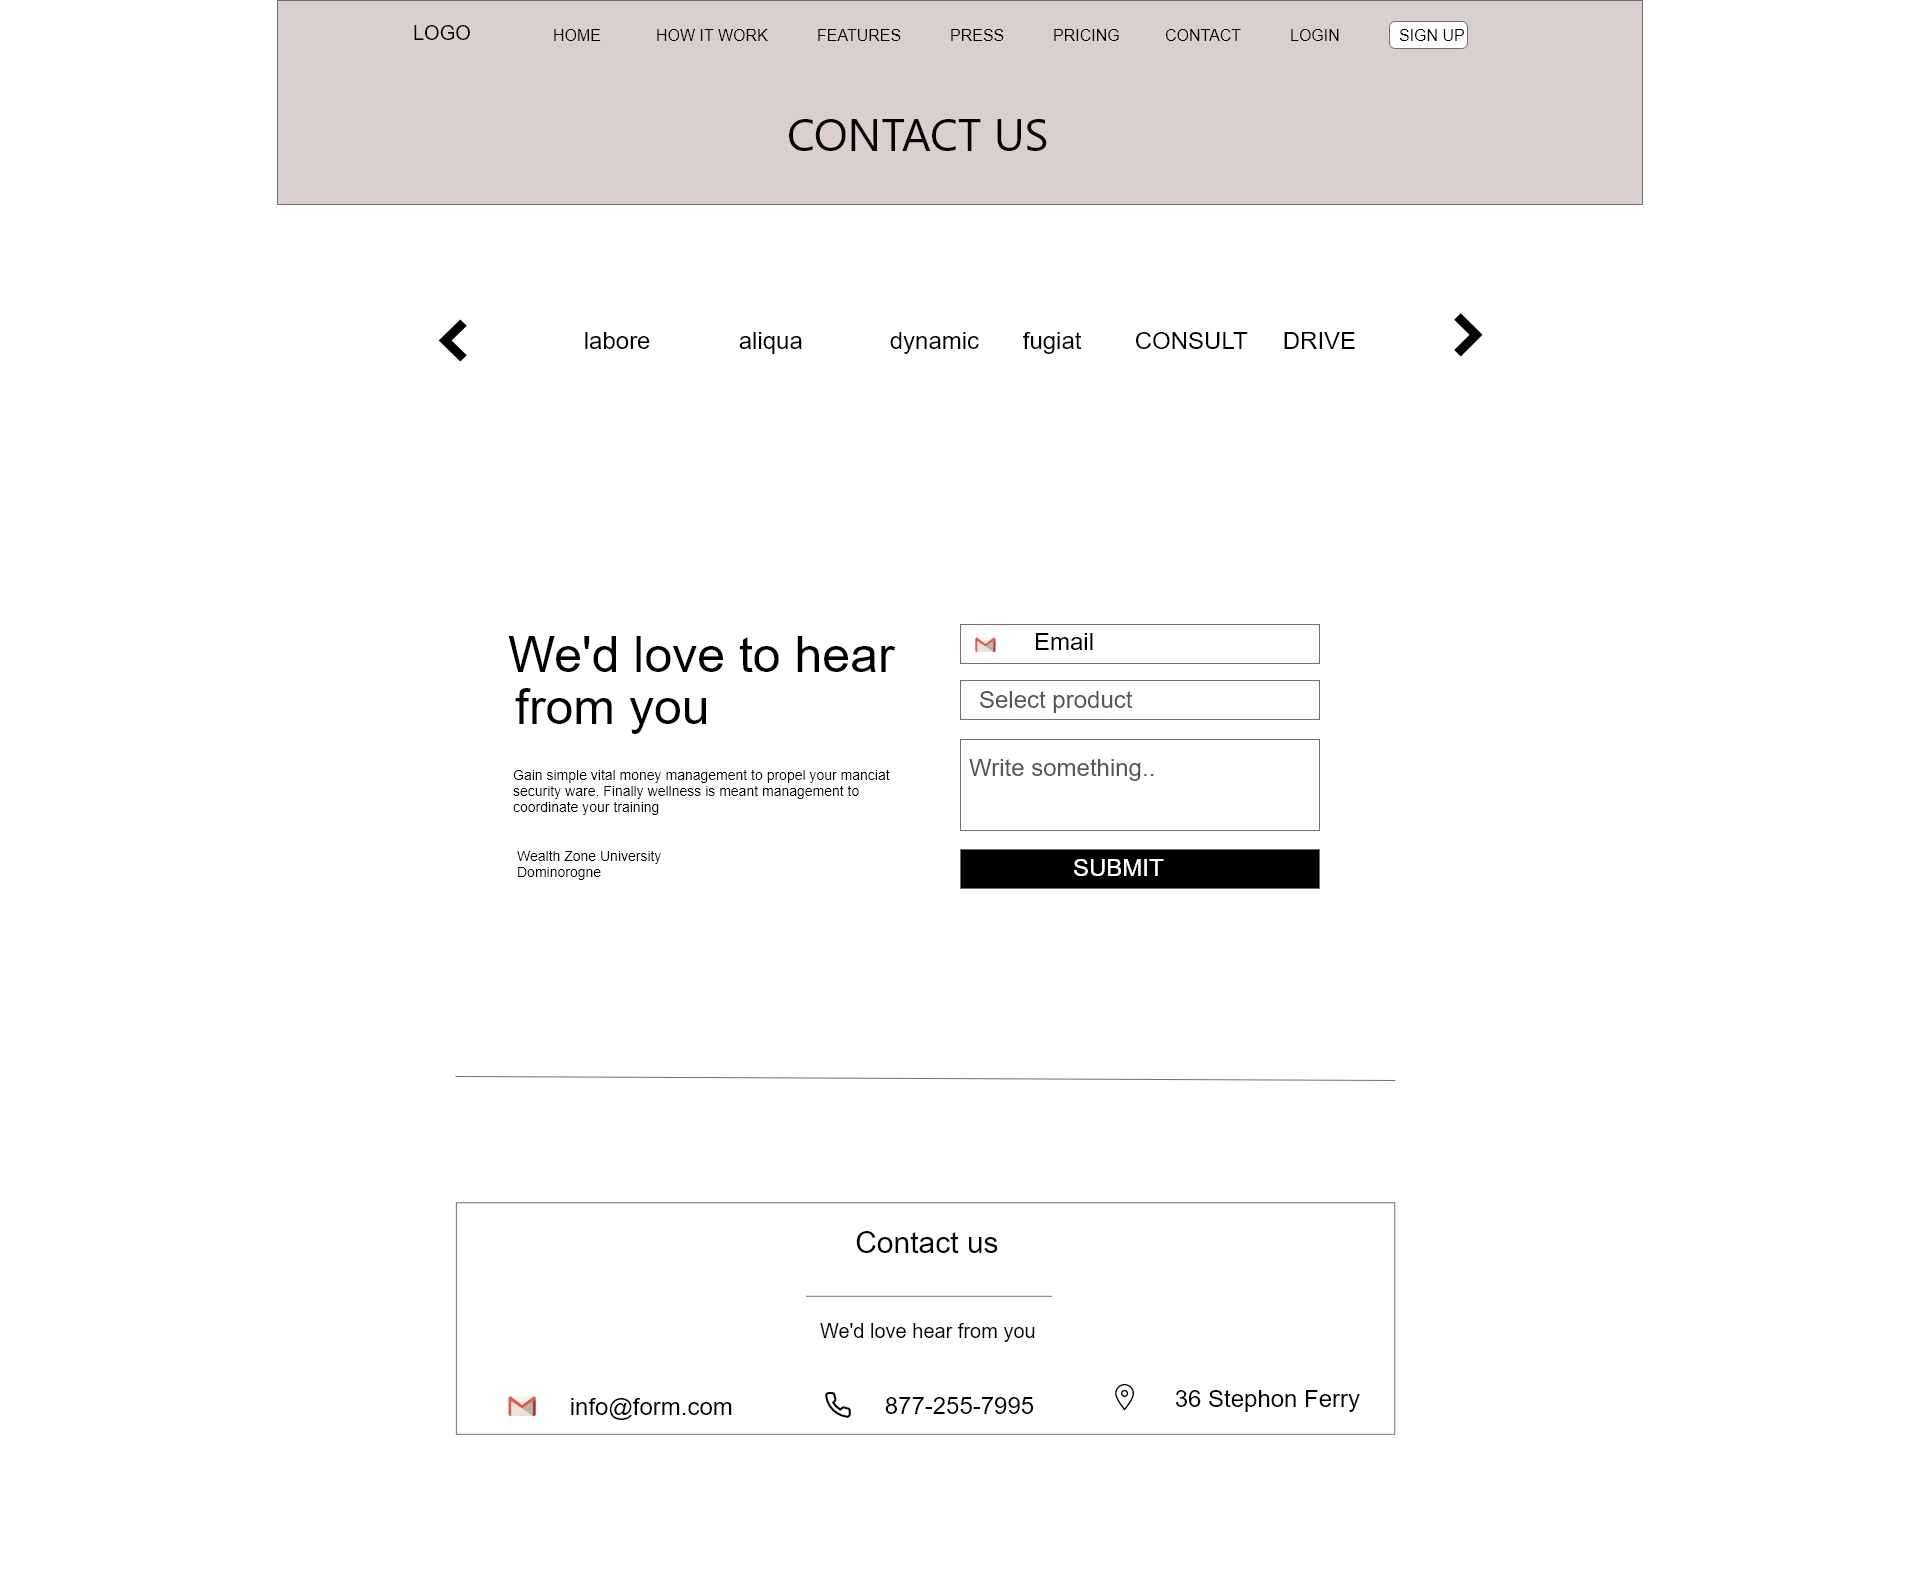 LOGO HOME HOW IT WORK FEATURES PRESS PRICING CONTACT LOGIN SIGN UP
CONTACT US
labore aliqua dynamic fugiat CONSULT DRIVE
We'd love to hear
from you
Gain simple vital money management to propel your manciat
security ware. Finally wellness is meant management to
coordinate your training
Wealth Zone University
Dominorogne
Email
Select product
Write something..
SUBMIT
Contact us
We'd love hear from you
info@form.com 877-255-7995 36 Stephon Ferry